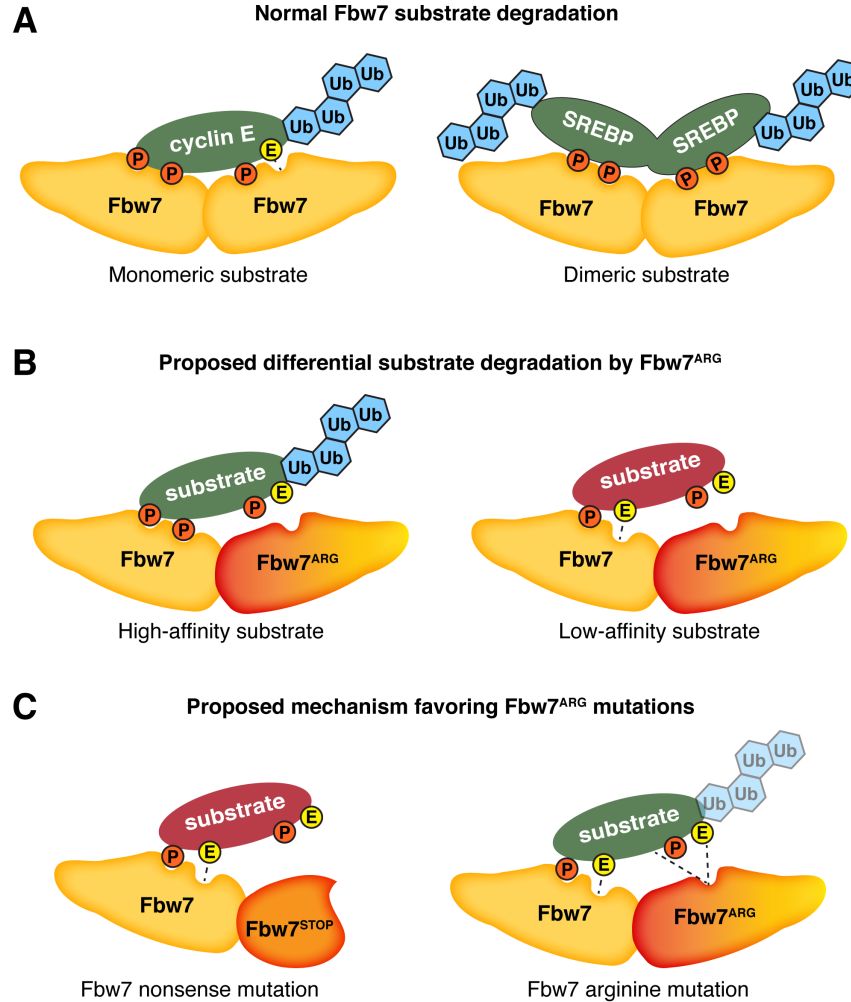 A
Normal Fbw7 substrate degradation
Ub
Ub
Ub
Ub
cyclin E
P
P
P
E
Fbw7
Fbw7
Monomeric substrate
Ub
Ub
Ub
Ub
SREBP
SREBP
Ub
Ub
Ub
Ub
P
P
P
P
Fbw7
Fbw7
Dimeric substrate
B
Proposed differential substrate degradation by Fbw7ARG
Ub
Ub
Ub
Ub
substrate
P
P
P
E
Fbw7
Fbw7ARG
High-affinity substrate
substrate
P
E
P
E
Fbw7
Fbw7ARG
Low-affinity substrate
C
Proposed mechanism favoring Fbw7ARG mutations
substrate
P
E
P
E
Fbw7
Fbw7STOP
Fbw7 nonsense mutation
Ub
Ub
Ub
Ub
substrate
P
E
P
E
Fbw7
Fbw7ARG
Fbw7 arginine mutation